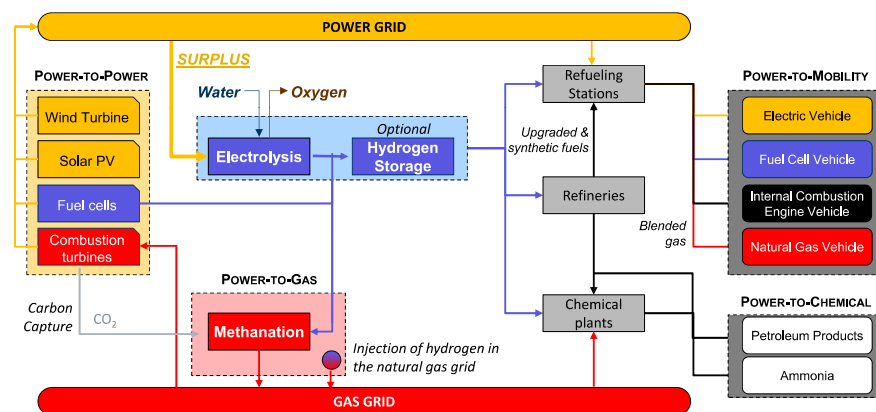 POWER GRID
SURPLUS
POWER-TO-POWER
Wind Turbine
Solar PV
Fuel cells
Combustion
turbines
Water
Oxygen
Optional
Electrolysis
Hydrogen
Storage
Refueling
Stations
Upgraded &
synthetic fuels
Refineries
Blended
gas
Chemical
plants
POWER-TO-MOBILITY
Electric Vehicle
Fuel Cell Vehicle
Internal Combustion
Engine Vehicle
Natural Gas Vehicle
POWER-TO-GAS
Carbon
Capture
CO₂
Methanation
Injection of hydrogen in
the natural gas grid
POWER-TO-CHEMICAL
Petroleum Products
Ammonia
GAS GRID